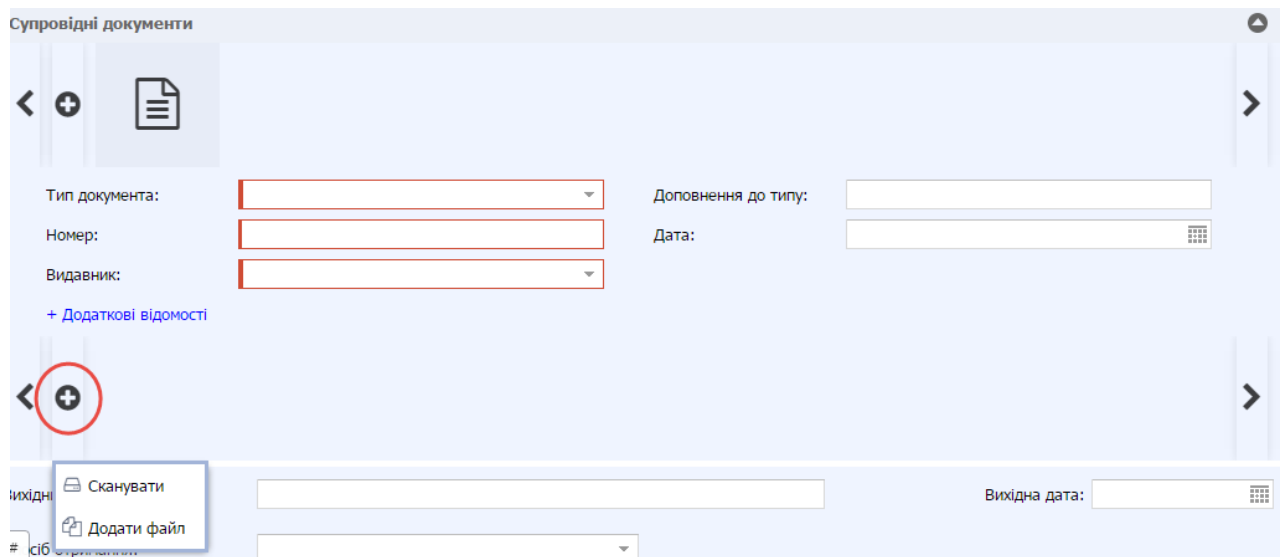 Супровідні документи
Тип документа:
Доповнення до типу:
Номер:
Дата:
Видавник:
+ Додаткові відомості
Сканувати
Вихідна дата:
Додати файл
#